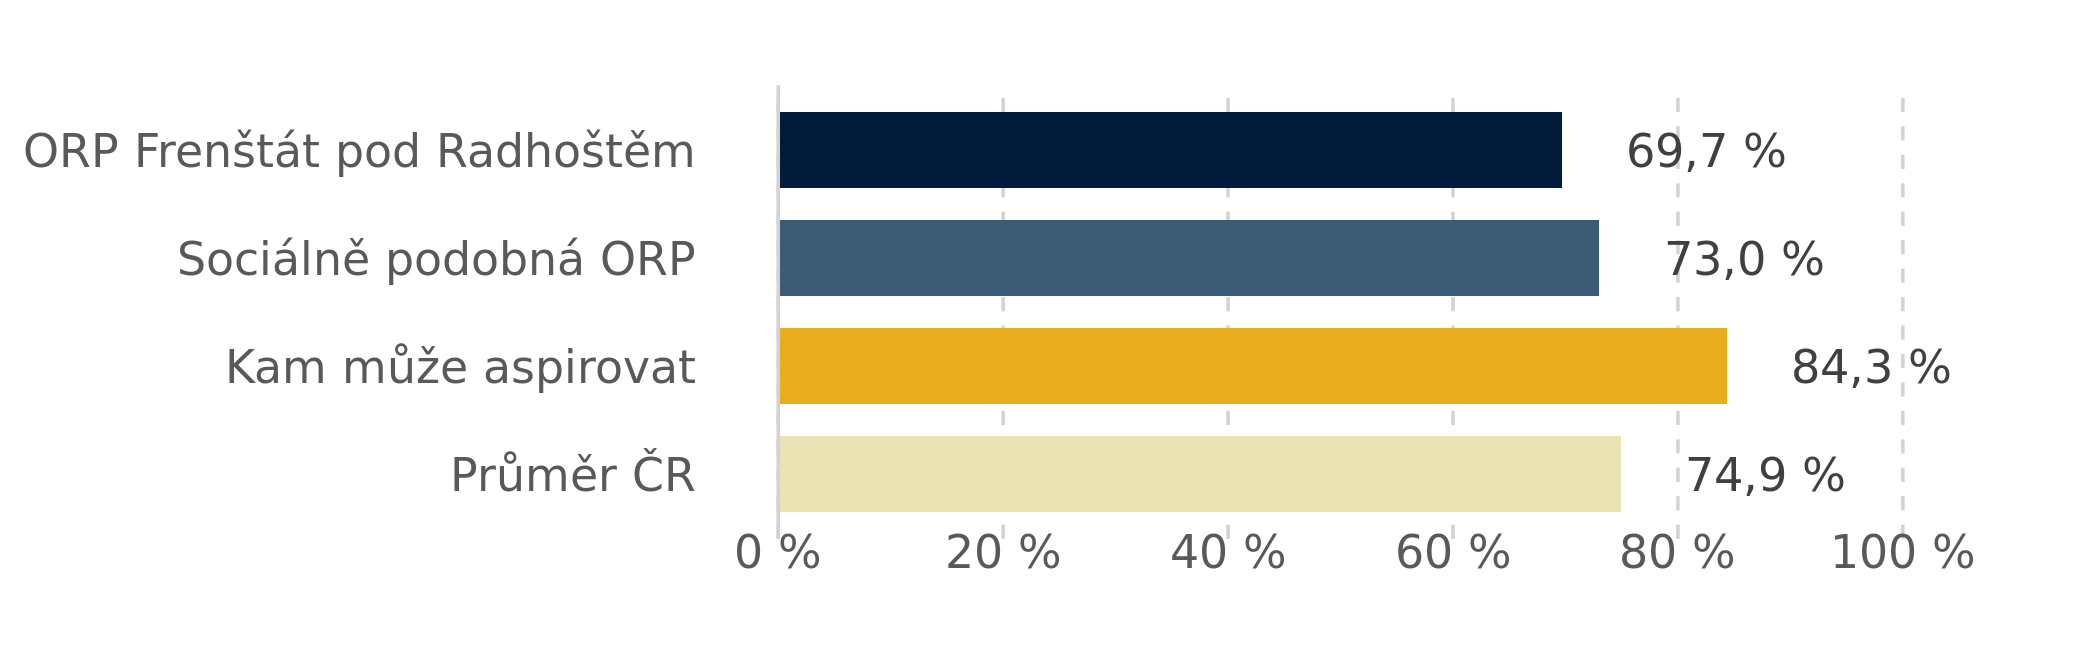 ORP Frenštát pod Radhoštěm 69,7 %
Sociálně podobná ORP 73,0 %
Kam může aspirovat 84,3 %
Průměr ČR 74,9 %
0 % 20 % 40 % 60 % 80 % 100 %